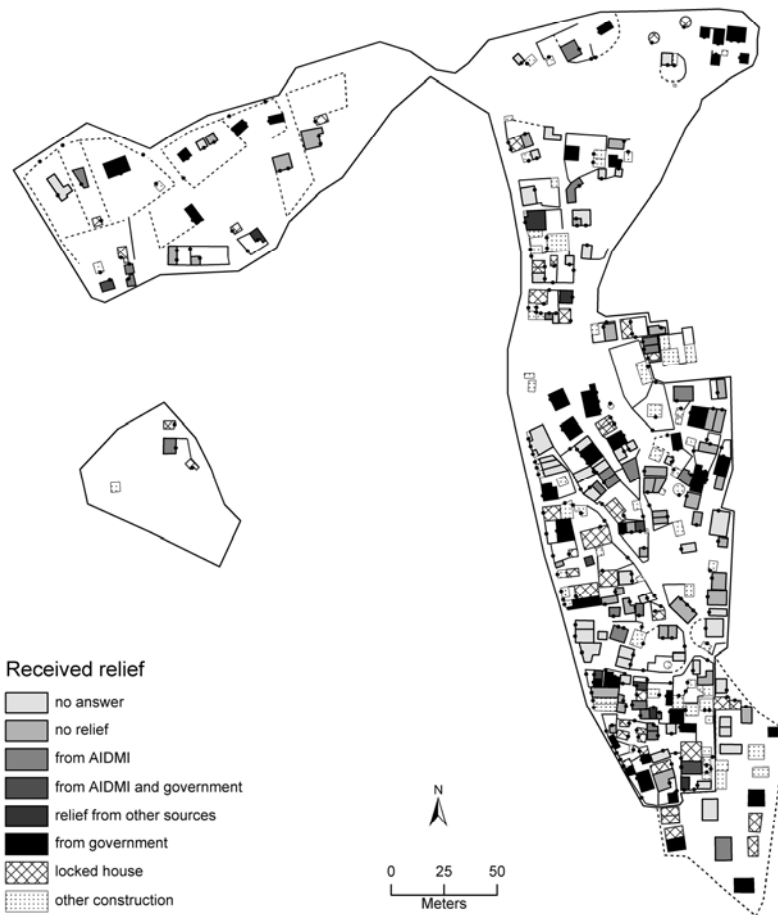 Received relief
no answer
no relief
from AIDMI
from AIDMI and government
relief from other sources
from government
locked house
other construction
N
0 25 50
Meters